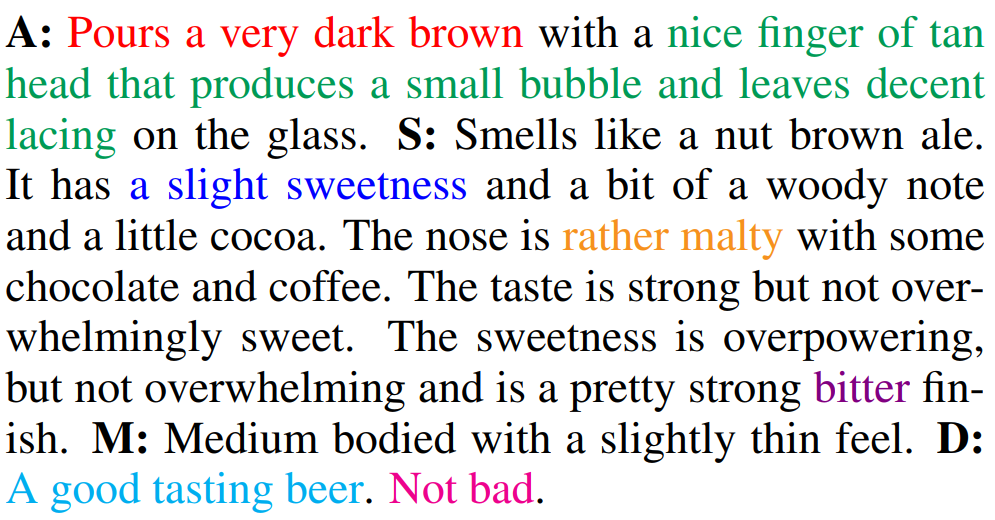 A: Pours a very dark brown with a nice finger of tan
head that produces a small bubble and leaves decent
lacing on the glass. S: Smells like a nut brown ale.
It has a slight sweetness and a bit of a woody note
and a little cocoa. The nose is rather malty with some
chocolate and coffee. The taste is strong but not over-
whelmingly sweet. The sweetness is overpowering,
but not overwhelming and is a pretty strong bitter fin-
ish. M: Medium bodied with a slightly thin feel. D:
A good tasting beer. Not bad.